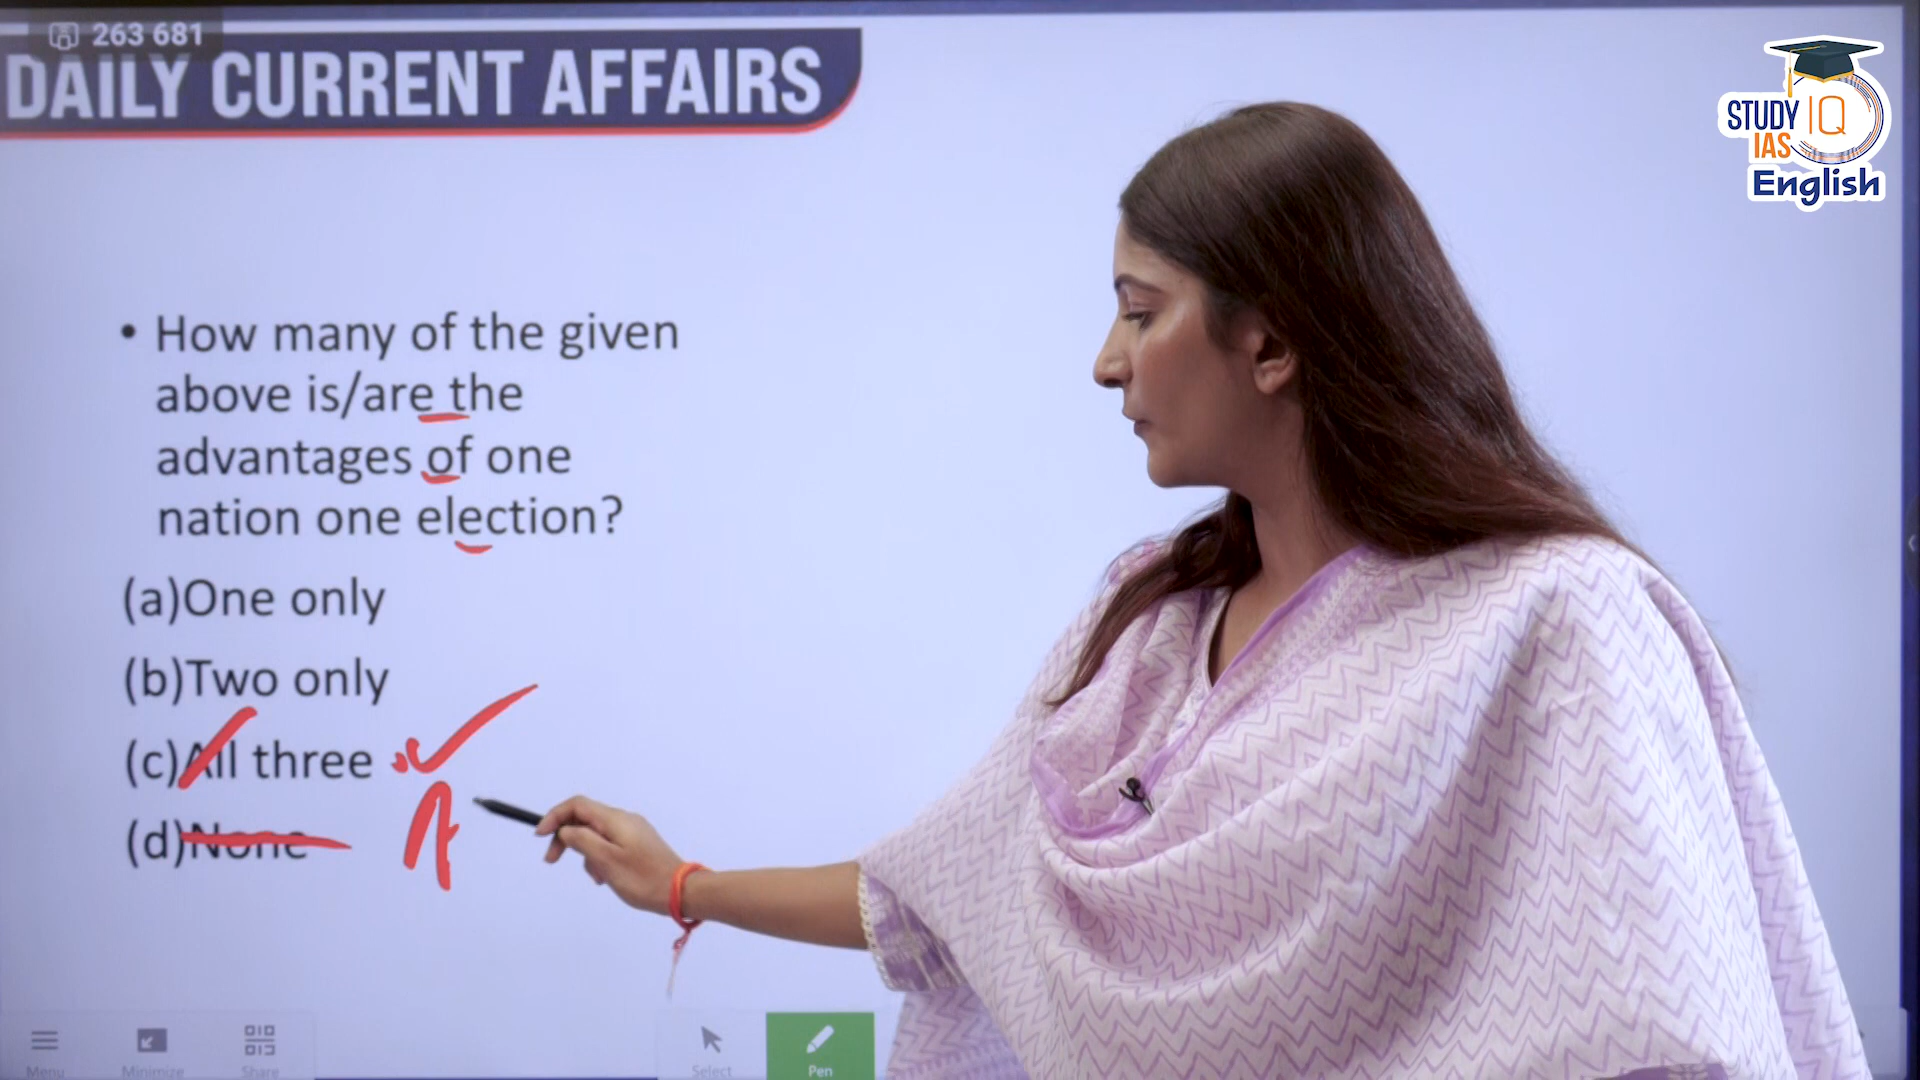 263 681
DAILY CURRENT AFFAIRS
STUDY IQ
IAS
English
• How many of the given
above is/are the
advantages of one
nation one election?
(a)One only
(b)Two only
(c)All three
(d)None
Menu
Minimize
Share
Select
Pen